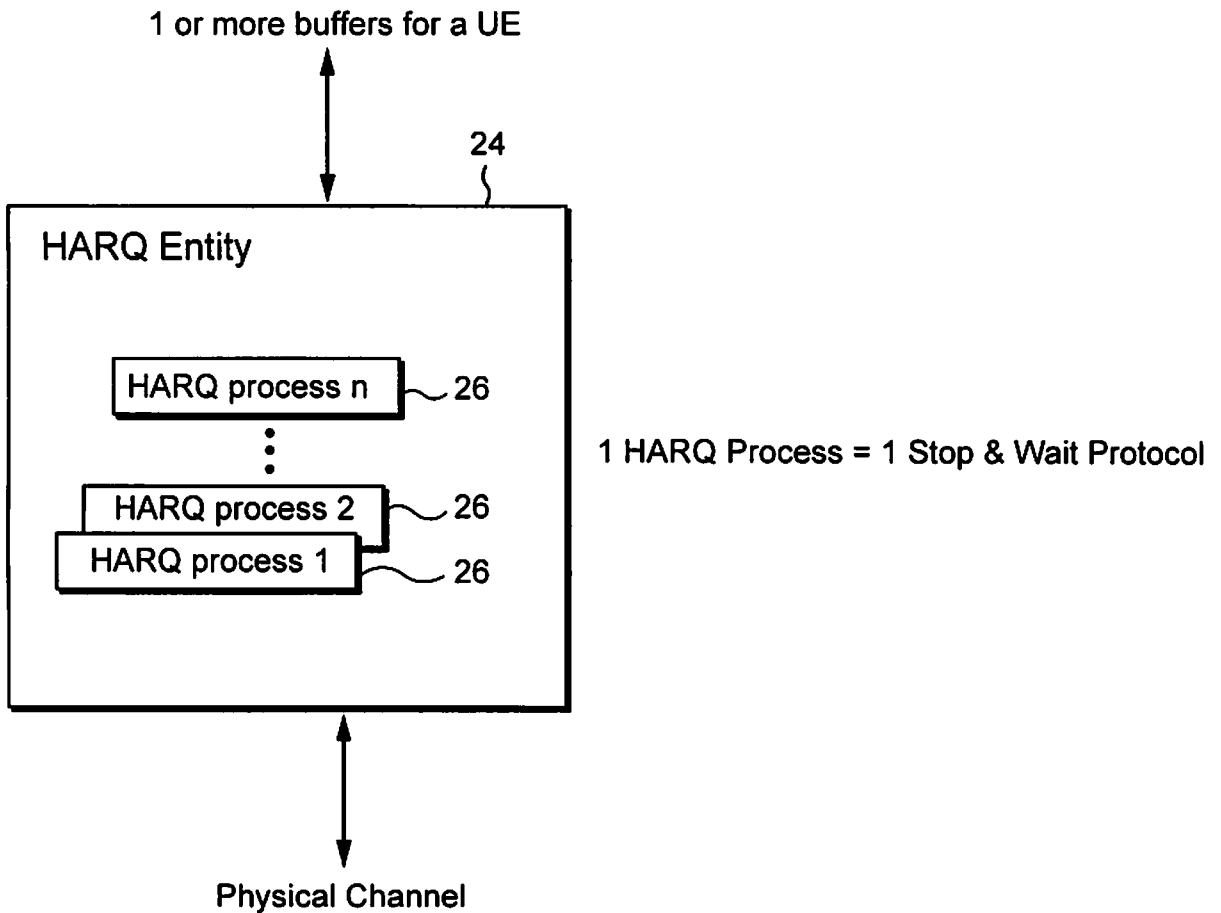 1 or more buffers for a UE
24
HARQ Entity
HARQ process n
26
1 HARQ Process = 1 Stop & Wait Protocol
HARQ process 2
26
HARQ process 1
26
Physical Channel